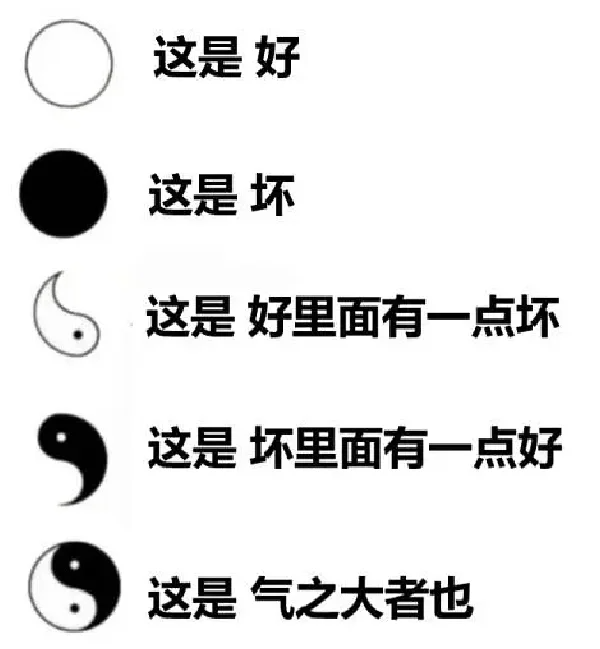 这是 好
这是 坏
这是 好里面有一点坏
这是 坏里面有一点好
这是 气之大者也